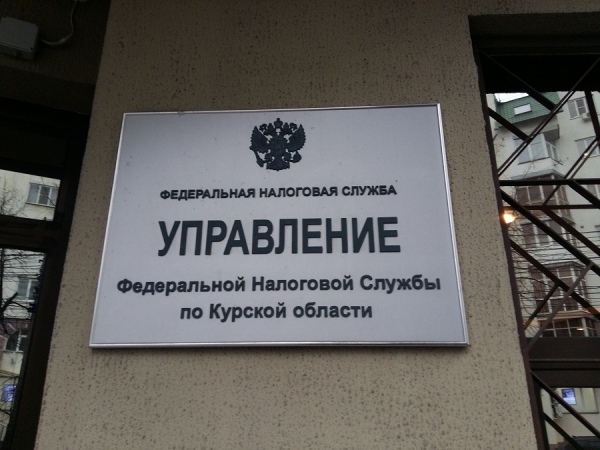 ФЕДЕРАЛЬНАЯ НАЛОГОВАЯ СЛУЖБА
УПРАВЛЕНИЕ
Федеральной Налоговой Службы
по Курской области